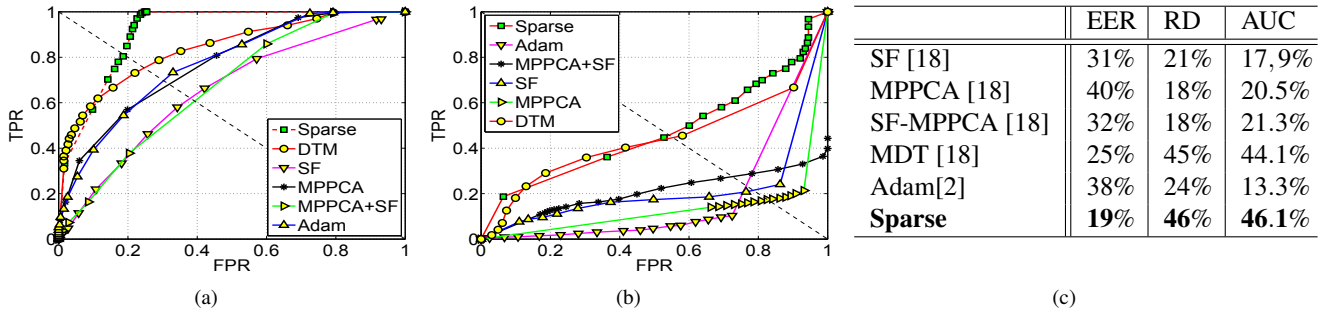 TPR
1
0.8
0.6
0.4
0.2
0
0 0.2 0.4 0.6 0.8 1
FPR
Sparse
DTM
SF
MPPCA
MPPCA+SF
Adam
(a)
TPR
1
0.8
0.6
0.4
0.2
0
0 0.2 0.4 0.6 0.8 1
FPR
Sparse
Adam
MPPCA+SF
SF
MPPCA
DTM
(b)
EER RD AUC
SF [18] 31% 21% 17,9%
MPPCA [18] 40% 18% 20.5%
SF-MPPCA [18] 32% 18% 21.3%
MDT [18] 25% 45% 44.1%
Adam[2] 38% 24% 13.3%
Sparse 19% 46% 46.1%
(c)